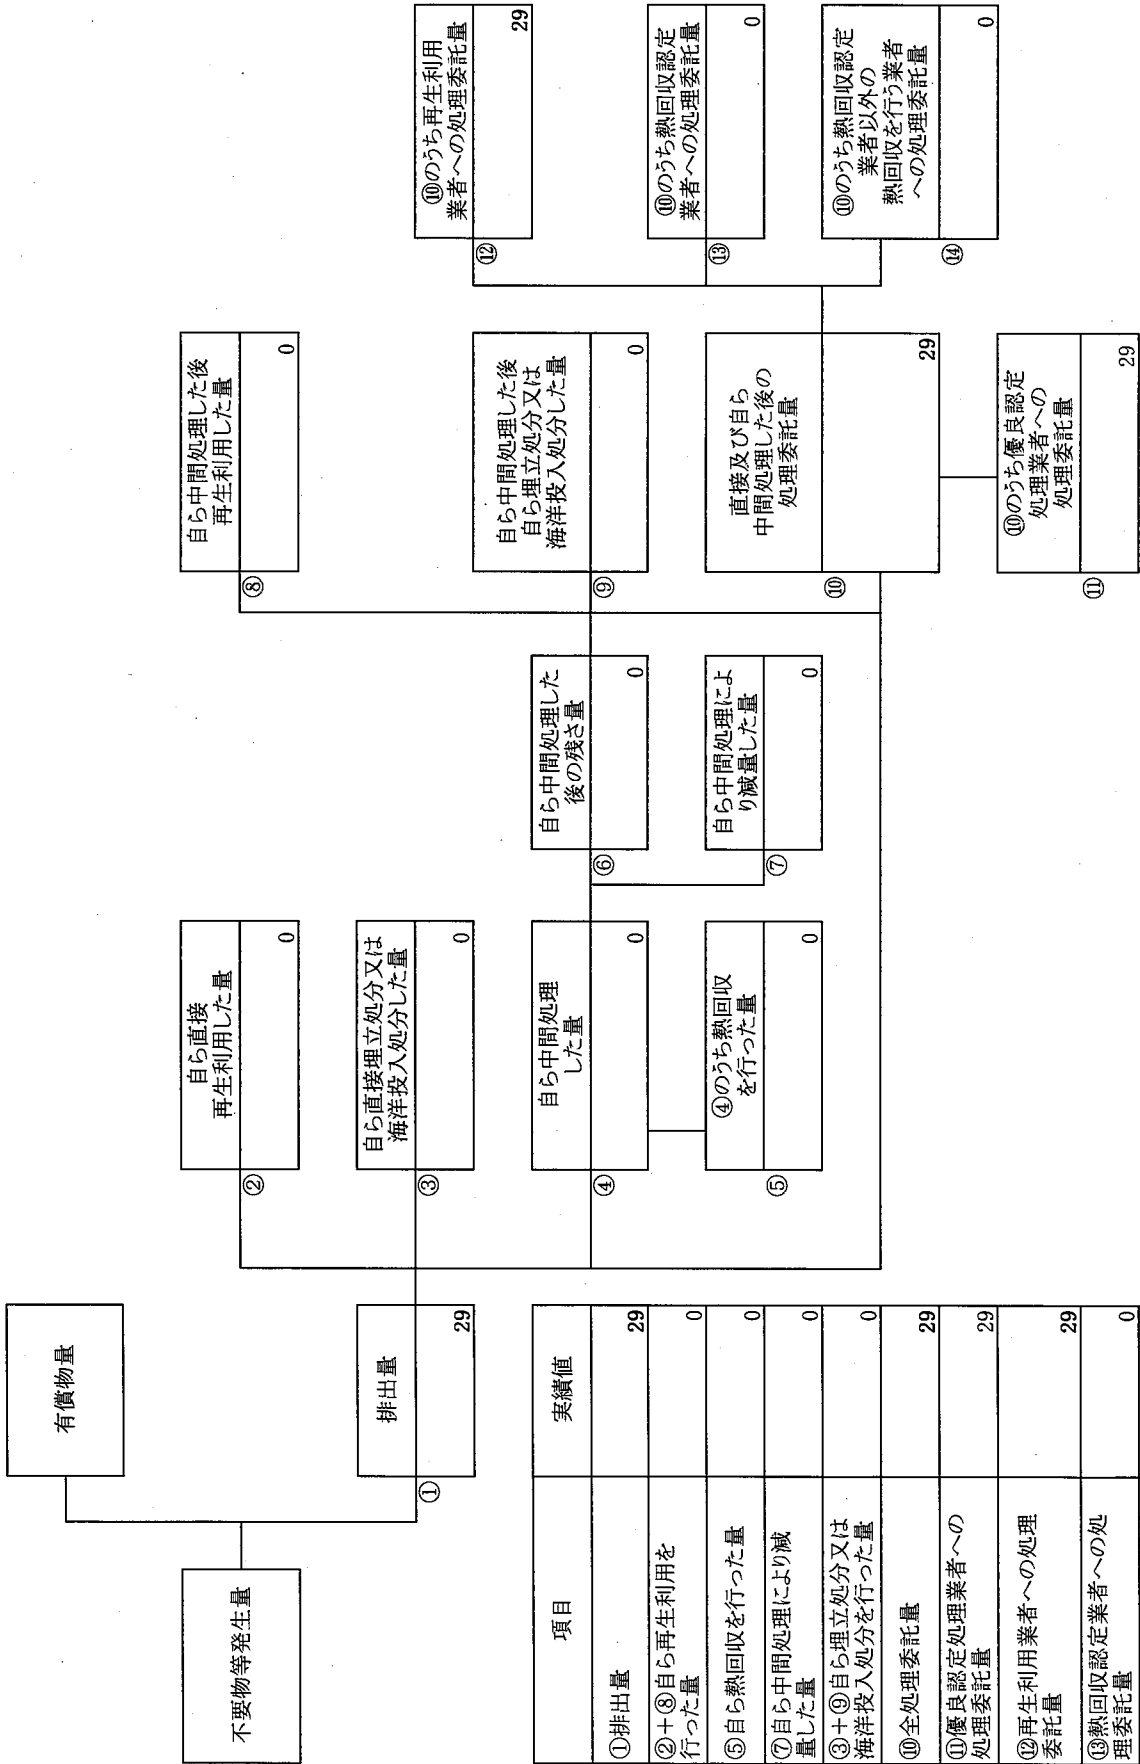 不要物等発生量
有償物量
①
排出量
29
②
自ら直接
再生利用した量
0
③
自ら直接埋立処分又は
海洋投入処分した量
0
④
自ら中間処理
した量
0
⑤
④のうち熱回収
を行った量
0
⑥
自ら中間処理した
後の残さ量
0
⑦
自ら中間処理によ
り減量した量
0
⑧
自ら中間処理した後
再生利用した量
0
⑨
自ら中間処理した後
自ら埋立処分又は
海洋投入処分した量
0
⑩
直接及び自ら
中間処理した後の
処理委託量
29
⑪
⑩のうち優良認定
処理業者への
処理委託量
29
⑫
⑩のうち再生利用
業者への処理委託量
29
⑬
⑩のうち熱回収認定
業者への処理委託量
0
⑭
⑩のうち熱回収認定
業者以外の
熱回収を行う業者
への処理委託量
0
項目 実績値
①排出量 29
②+⑧自ら再生利用を
行った量 0
⑤自ら熱回収を行った量 0
⑦自ら中間処理により減
量した量 0
③+⑨自ら埋立処分又は
海洋投入処分を行った量 0
⑩全処理委託量 29
⑪優良認定処理業者への
処理委託量 29
⑫再生利用業者への処理
委託量 29
⑬熱回収認定業者への処
理委託量 0